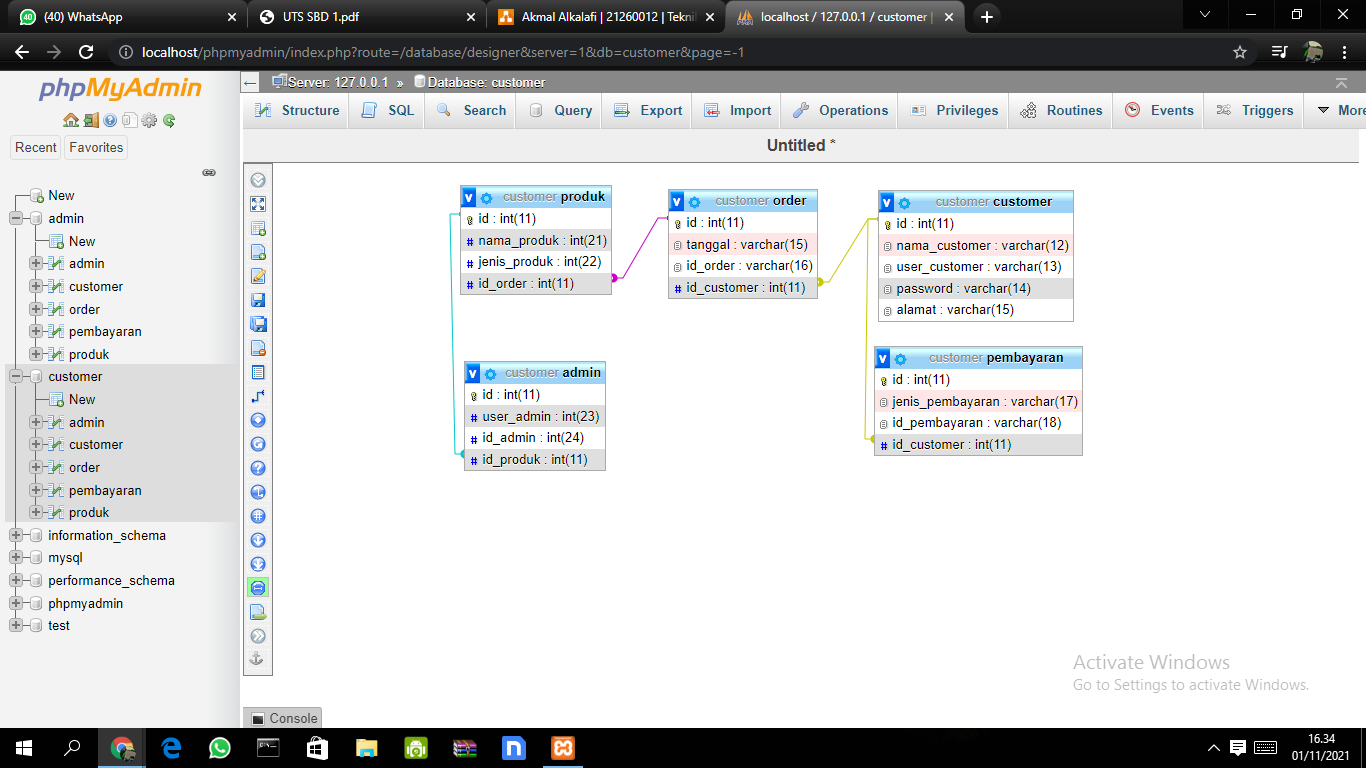 (40) WhatsApp
UTS SBD 1.pdf
Akmal Alkalafi | 21260012 | Tekni
localhost / 127.0.0.1 / customer |
localhost/phpmyadmin/index.php?route=/database/designer&server=1&db=customer&page=-1
phpMyAdmin
Recent
Favorites
New
admin
New
admin
customer
order
pembayaran
produk
customer
New
admin
customer
order
pembayaran
produk
information_schema
mysql
performance_schema
phpmyadmin
test
Server: 127.0.0.1 » Database: customer
Structure
SQL
Search
Query
Export
Import
Operations
Privileges
Routines
Events
Triggers
More
Untitled *
v customer produk
id : int(11)
# nama_produk : int(21)
# jenis_produk : int(22)
# id_order : int(11)
v customer order
id : int(11)
tanggal : varchar(15)
id_order : varchar(16)
# id_customer : int(11)
v customer customer
id : int(11)
nama_customer : varchar(12)
user_customer : varchar(13)
password : varchar(14)
alamat : varchar(15)
v customer admin
id : int(11)
# user_admin : int(23)
# id_admin : int(24)
# id_produk : int(11)
v customer pembayaran
id : int(11)
jenis_pembayaran : varchar(17)
id_pembayaran : varchar(18)
# id_customer : int(11)
Activate Windows
Go to Settings to activate Windows.
Console
16.34
01/11/2021